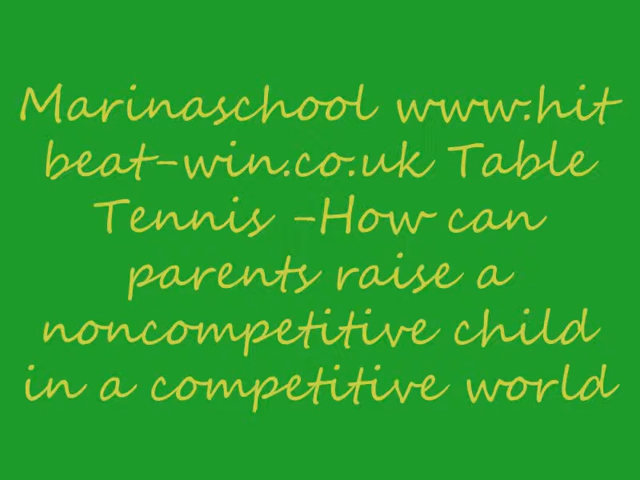 Marinaschool www.hit
beat-win.co.uk Table
Tennis -How can
parents raise a
noncompetitive child
in a competitive world